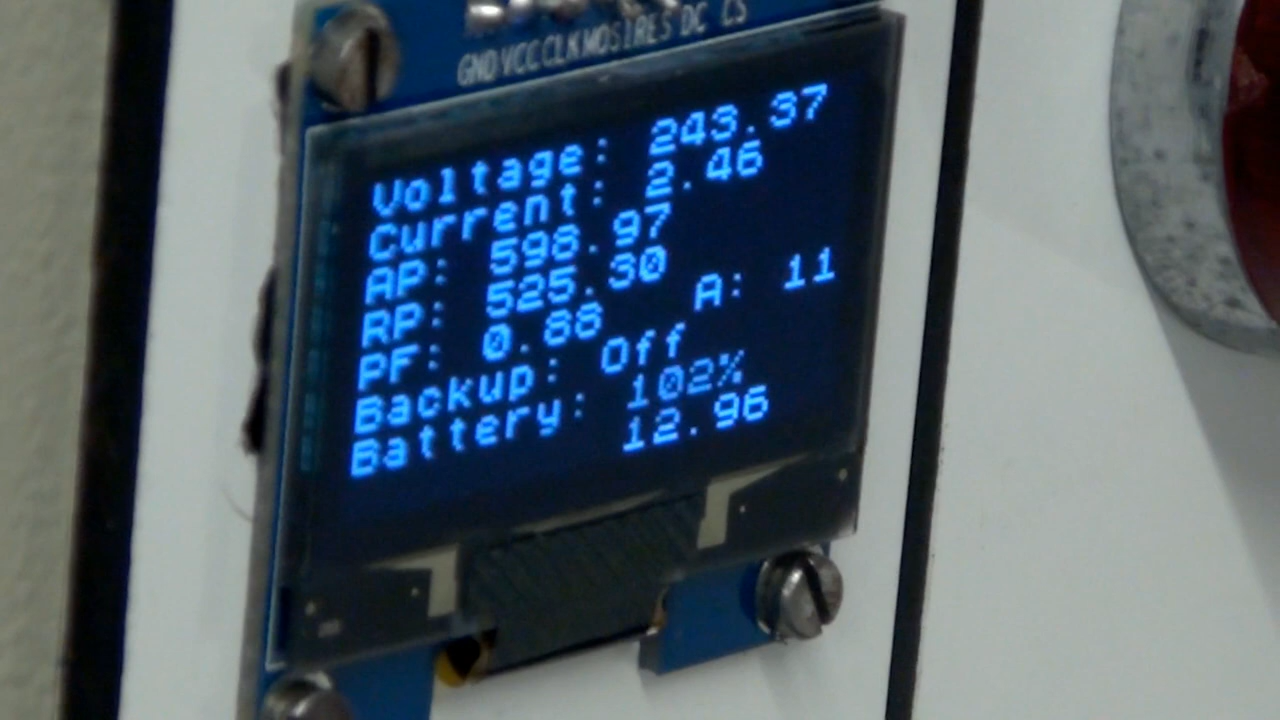 GND VCC CLK MOSI RES DC CS
Voltage: 243.37
Current: 2.46
AP: 598.97
RP: 525.30
PF: 0.88 A: 11
Backup: Off
Battery: 102%
12.96